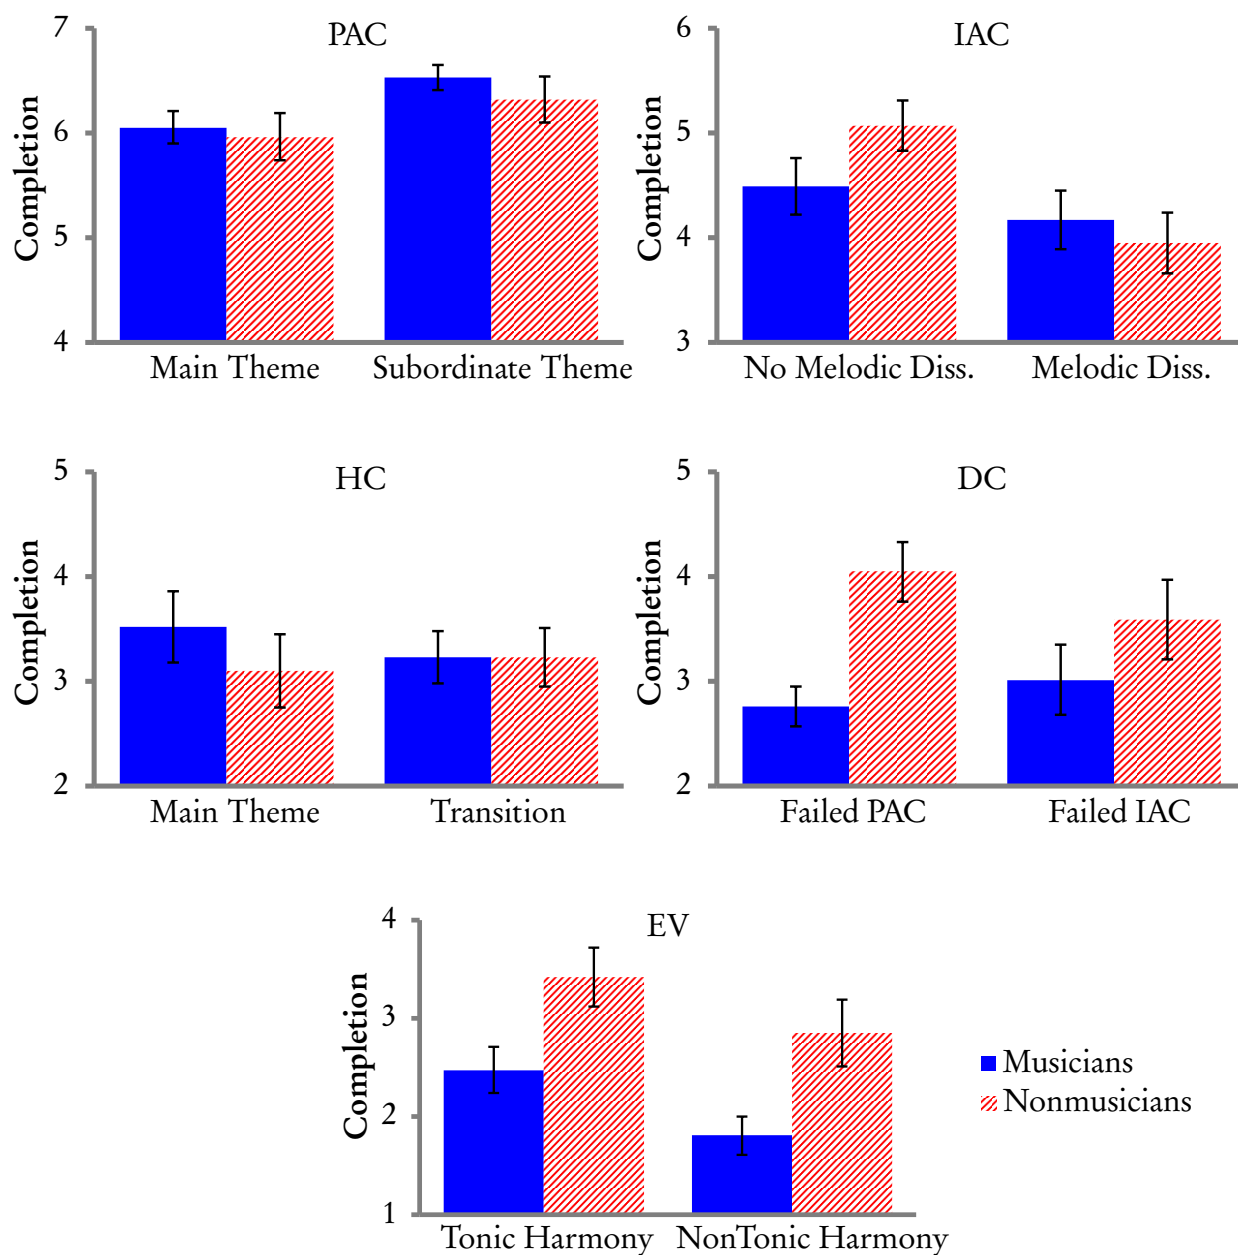 PAC
7
6
5
4
Completion
Main Theme Subordinate Theme
IAC
6
5
4
3
Completion
No Melodic Diss. Melodic Diss.
HC
5
4
3
2
Completion
Main Theme Transition
DC
5
4
3
2
Completion
Failed PAC Failed IAC
EV
4
3
2
1
Completion
Tonic Harmony NonTonic Harmony
Musicians
Nonmusicians